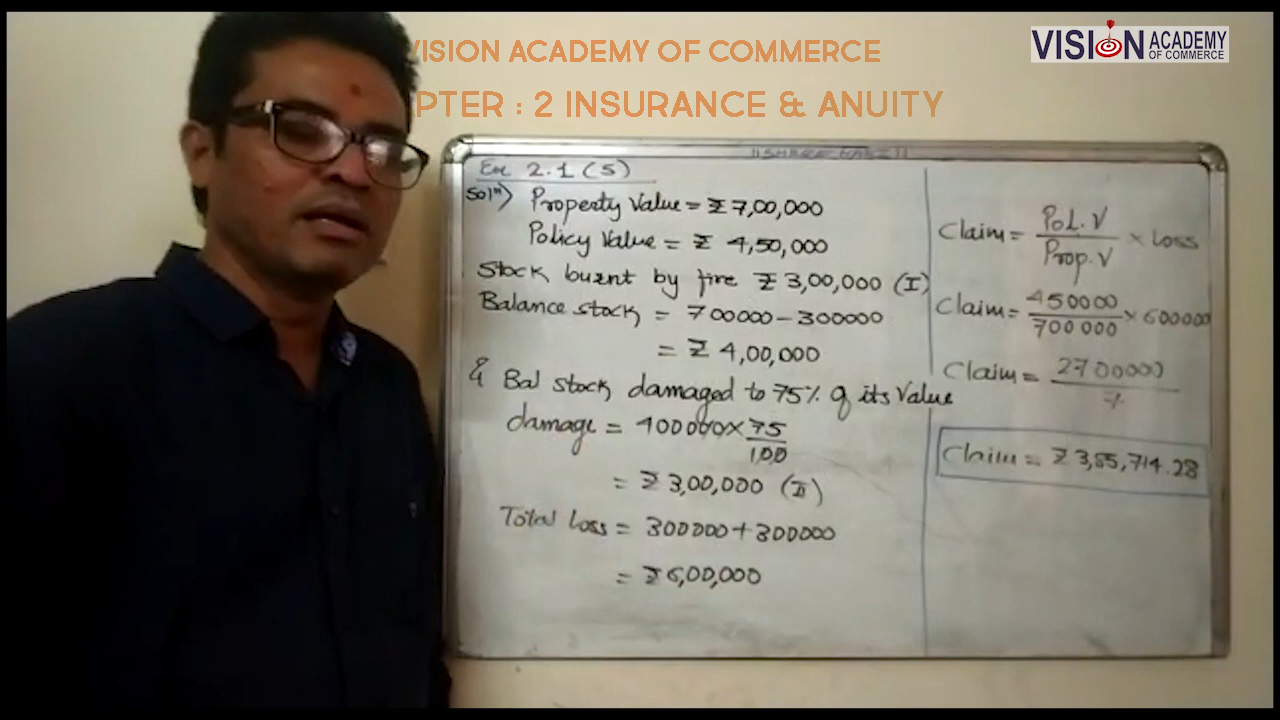 VISION ACADEMY OF COMMERCE
PTER : 2 INSURANCE & ANUITY
VISION ACADEMY
OF COMMERCE
Ex 2.1 (5)
Solⁿ) Property Value = ₹ 7,00,000
Policy Value = ₹ 4,50,000
Stock burnt by fire ₹ 3,00,000 (I)
Balance stock = 700000 - 300000
= ₹ 4,00,000
& Bal stock damaged to 75% of its Value
damage = 400000 × 75/100
= ₹ 3,00,000 (II)
Total Loss = 300000 + 300000
= ₹ 6,00,000
Claim = Pol.V/Prop.V × Loss
Claim = 450000/700000 × 600000
Claim = 2700000/7
Claim = ₹ 3,85,714.28